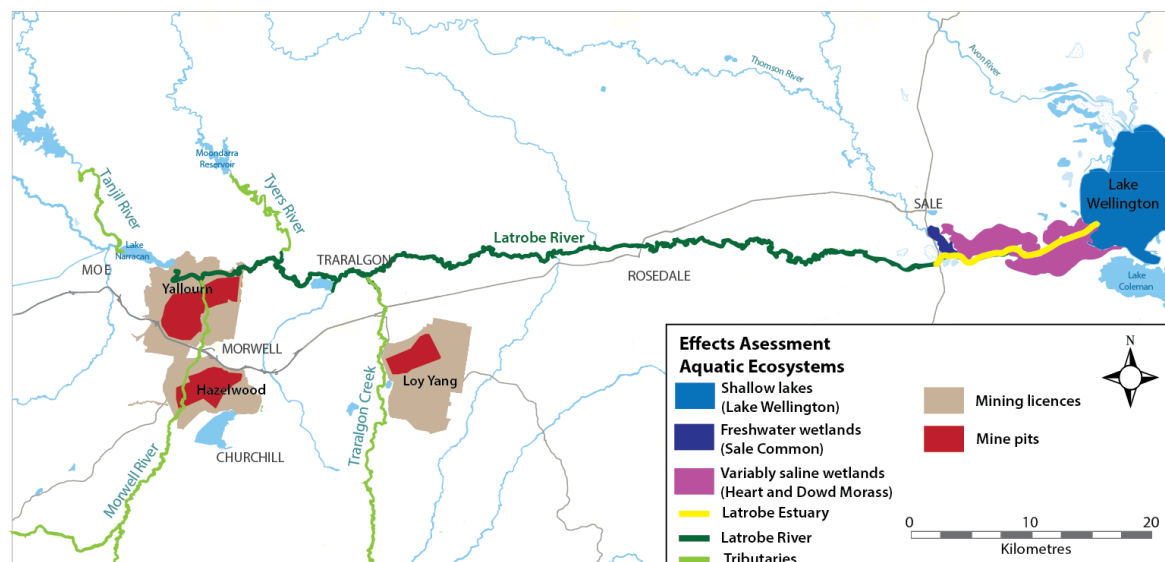 Thomson River
Avon River
Moondarra
Reservoir
Tanjil River
Tyers River
Lake
Wellington
SALE
Lake
Narracan
Latrobe River
MOE
TRARALGON
ROSEDALE
Lake
Coleman
Yallourn
MORWELL
Hazelwood
Loy Yang
Traralgon Creek
CHURCHILL
Morwell River
Effects Asessment
Aquatic Ecosystems
Shallow lakes
(Lake Wellington)
Freshwater wetlands
(Sale Common)
Variably saline wetlands
(Heart and Dowd Morass)
Latrobe Estuary
Latrobe River
Tributaries
Mining licences
Mine pits
N
0 10 20
Kilometres